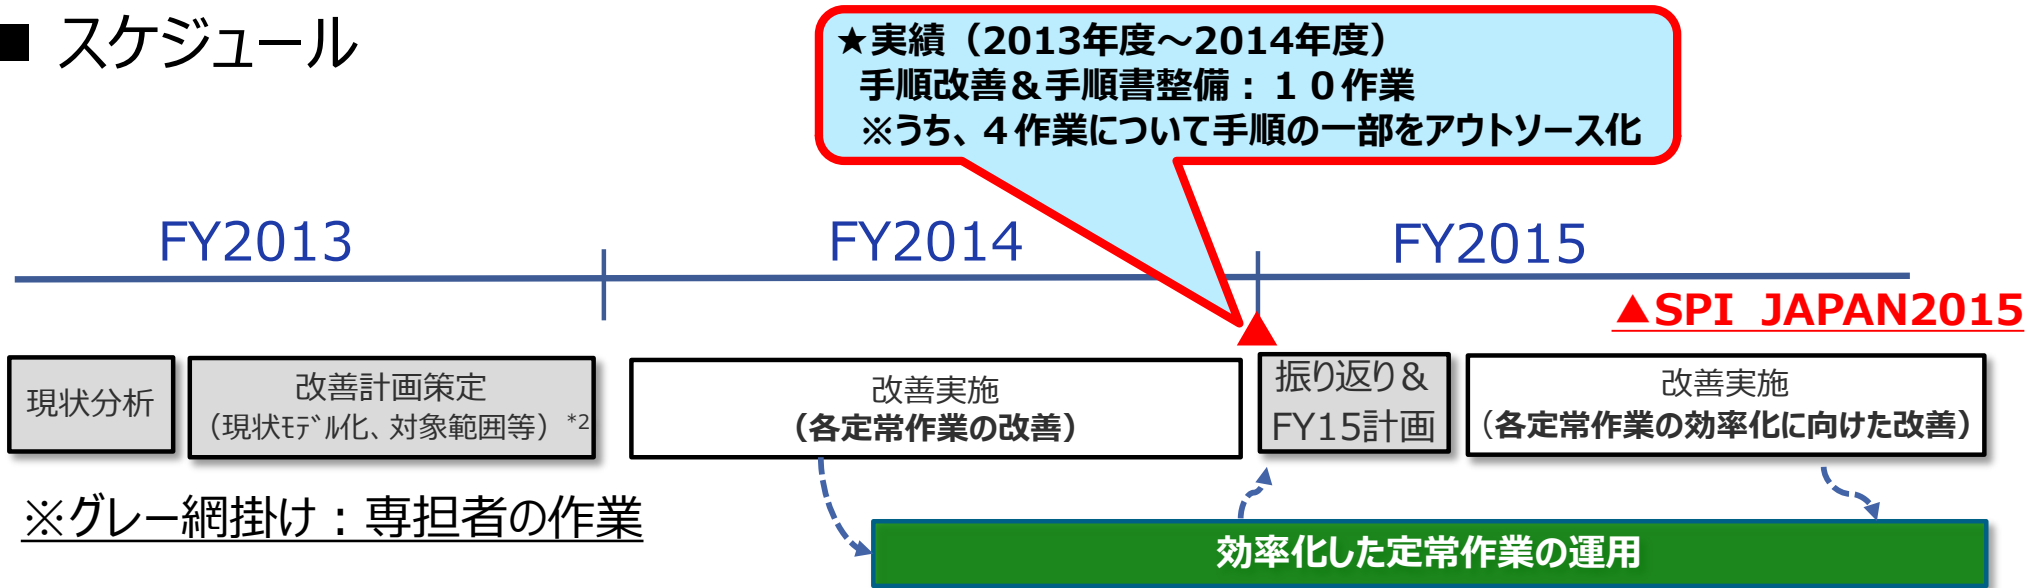 ■ スケジュール
★実績（2013年度～2014年度）
手順改善＆手順書整備：１０作業
※うち、４作業について手順の一部をアウトソース化
FY2013
FY2014
FY2015
▲SPI JAPAN2015
現状分析
改善計画策定
（現状ﾓﾃﾞﾙ化、対象範囲等）*2
改善実施
（各定常作業の改善）
振り返り＆
FY15計画
改善実施
（各定常作業の効率化に向けた改善）
※グレー網掛け：専担者の作業
効率化した定常作業の運用